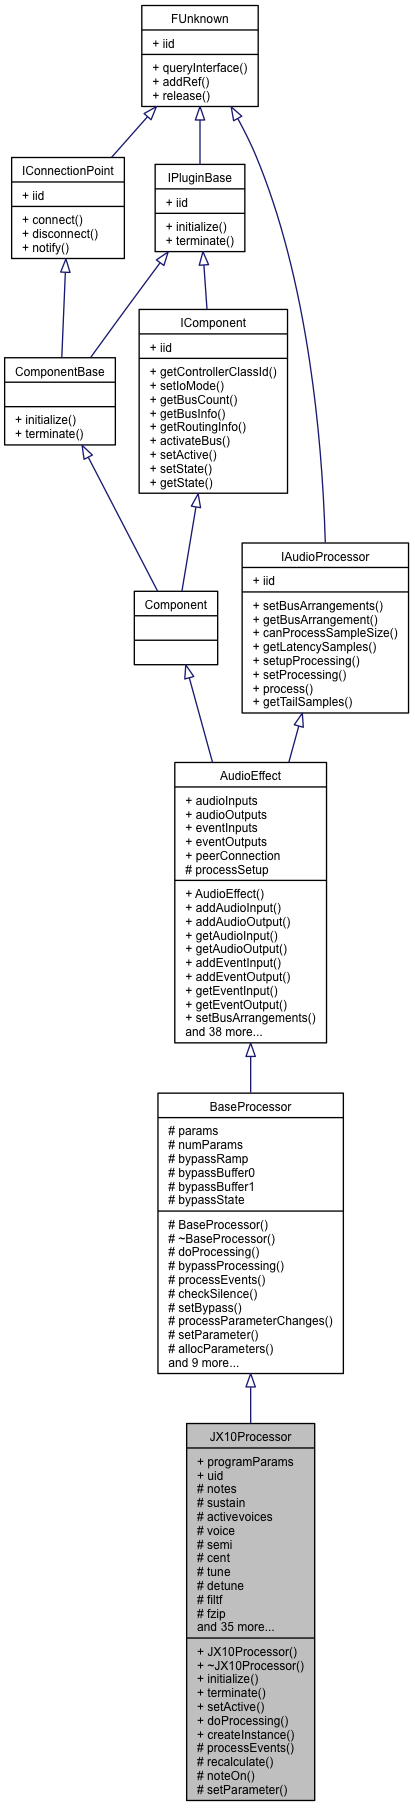 FUnknown
+ iid
+ queryInterface()
+ addRef()
+ release()
IConnectionPoint
+ iid
+ connect()
+ disconnect()
+ notify()
IPluginBase
+ iid
+ initialize()
+ terminate()
IComponent
+ iid
+ getControllerClassId()
+ setIoMode()
+ getBusCount()
+ getBusInfo()
+ getRoutingInfo()
+ activateBus()
+ setActive()
+ setState()
+ getState()
ComponentBase
+ initialize()
+ terminate()
IAudioProcessor
+ iid
+ setBusArrangements()
+ getBusArrangement()
+ canProcessSampleSize()
+ getLatencySamples()
+ setupProcessing()
+ setProcessing()
+ process()
+ getTailSamples()
Component
AudioEffect
+ audioInputs
+ audioOutputs
+ eventInputs
+ eventOutputs
+ peerConnection
# processSetup
+ AudioEffect()
+ addAudioInput()
+ addAudioOutput()
+ getAudioInput()
+ getAudioOutput()
+ addEventInput()
+ addEventOutput()
+ getEventInput()
+ getEventOutput()
+ setBusArrangements()
and 38 more...
BaseProcessor
# params
# numParams
# bypassRamp
# bypassBuffer0
# bypassBuffer1
# bypassState
# BaseProcessor()
# ~BaseProcessor()
# doProcessing()
# bypassProcessing()
# processEvents()
# checkSilence()
# setBypass()
# processParameterChanges()
# setParameter()
# allocParameters()
and 9 more...
JX10Processor
+ programParams
+ uid
# notes
# sustain
# activevoices
# voice
# semi
# cent
# tune
# detune
# filtf
# fzip
and 35 more...
+ JX10Processor()
+ ~JX10Processor()
+ initialize()
+ terminate()
+ setActive()
+ doProcessing()
+ createInstance()
# processEvents()
# recalculate()
# noteOn()
# setParameter()